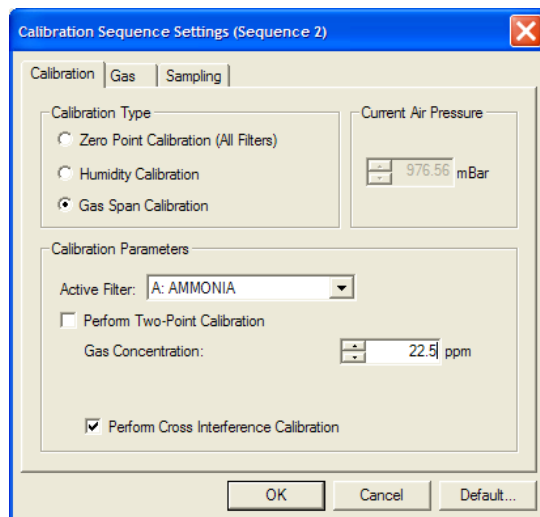 Calibration Sequence Settings (Sequence 2)
Calibration Gas Sampling
Calibration Type
Zero Point Calibration (All Filters)
Humidity Calibration
Gas Span Calibration
Current Air Pressure
976.56 mBar
Calibration Parameters
Active Filter: A: AMMONIA
Perform Two-Point Calibration
Gas Concentration: 22.5 ppm
Perform Cross Interference Calibration
OK Cancel Default...